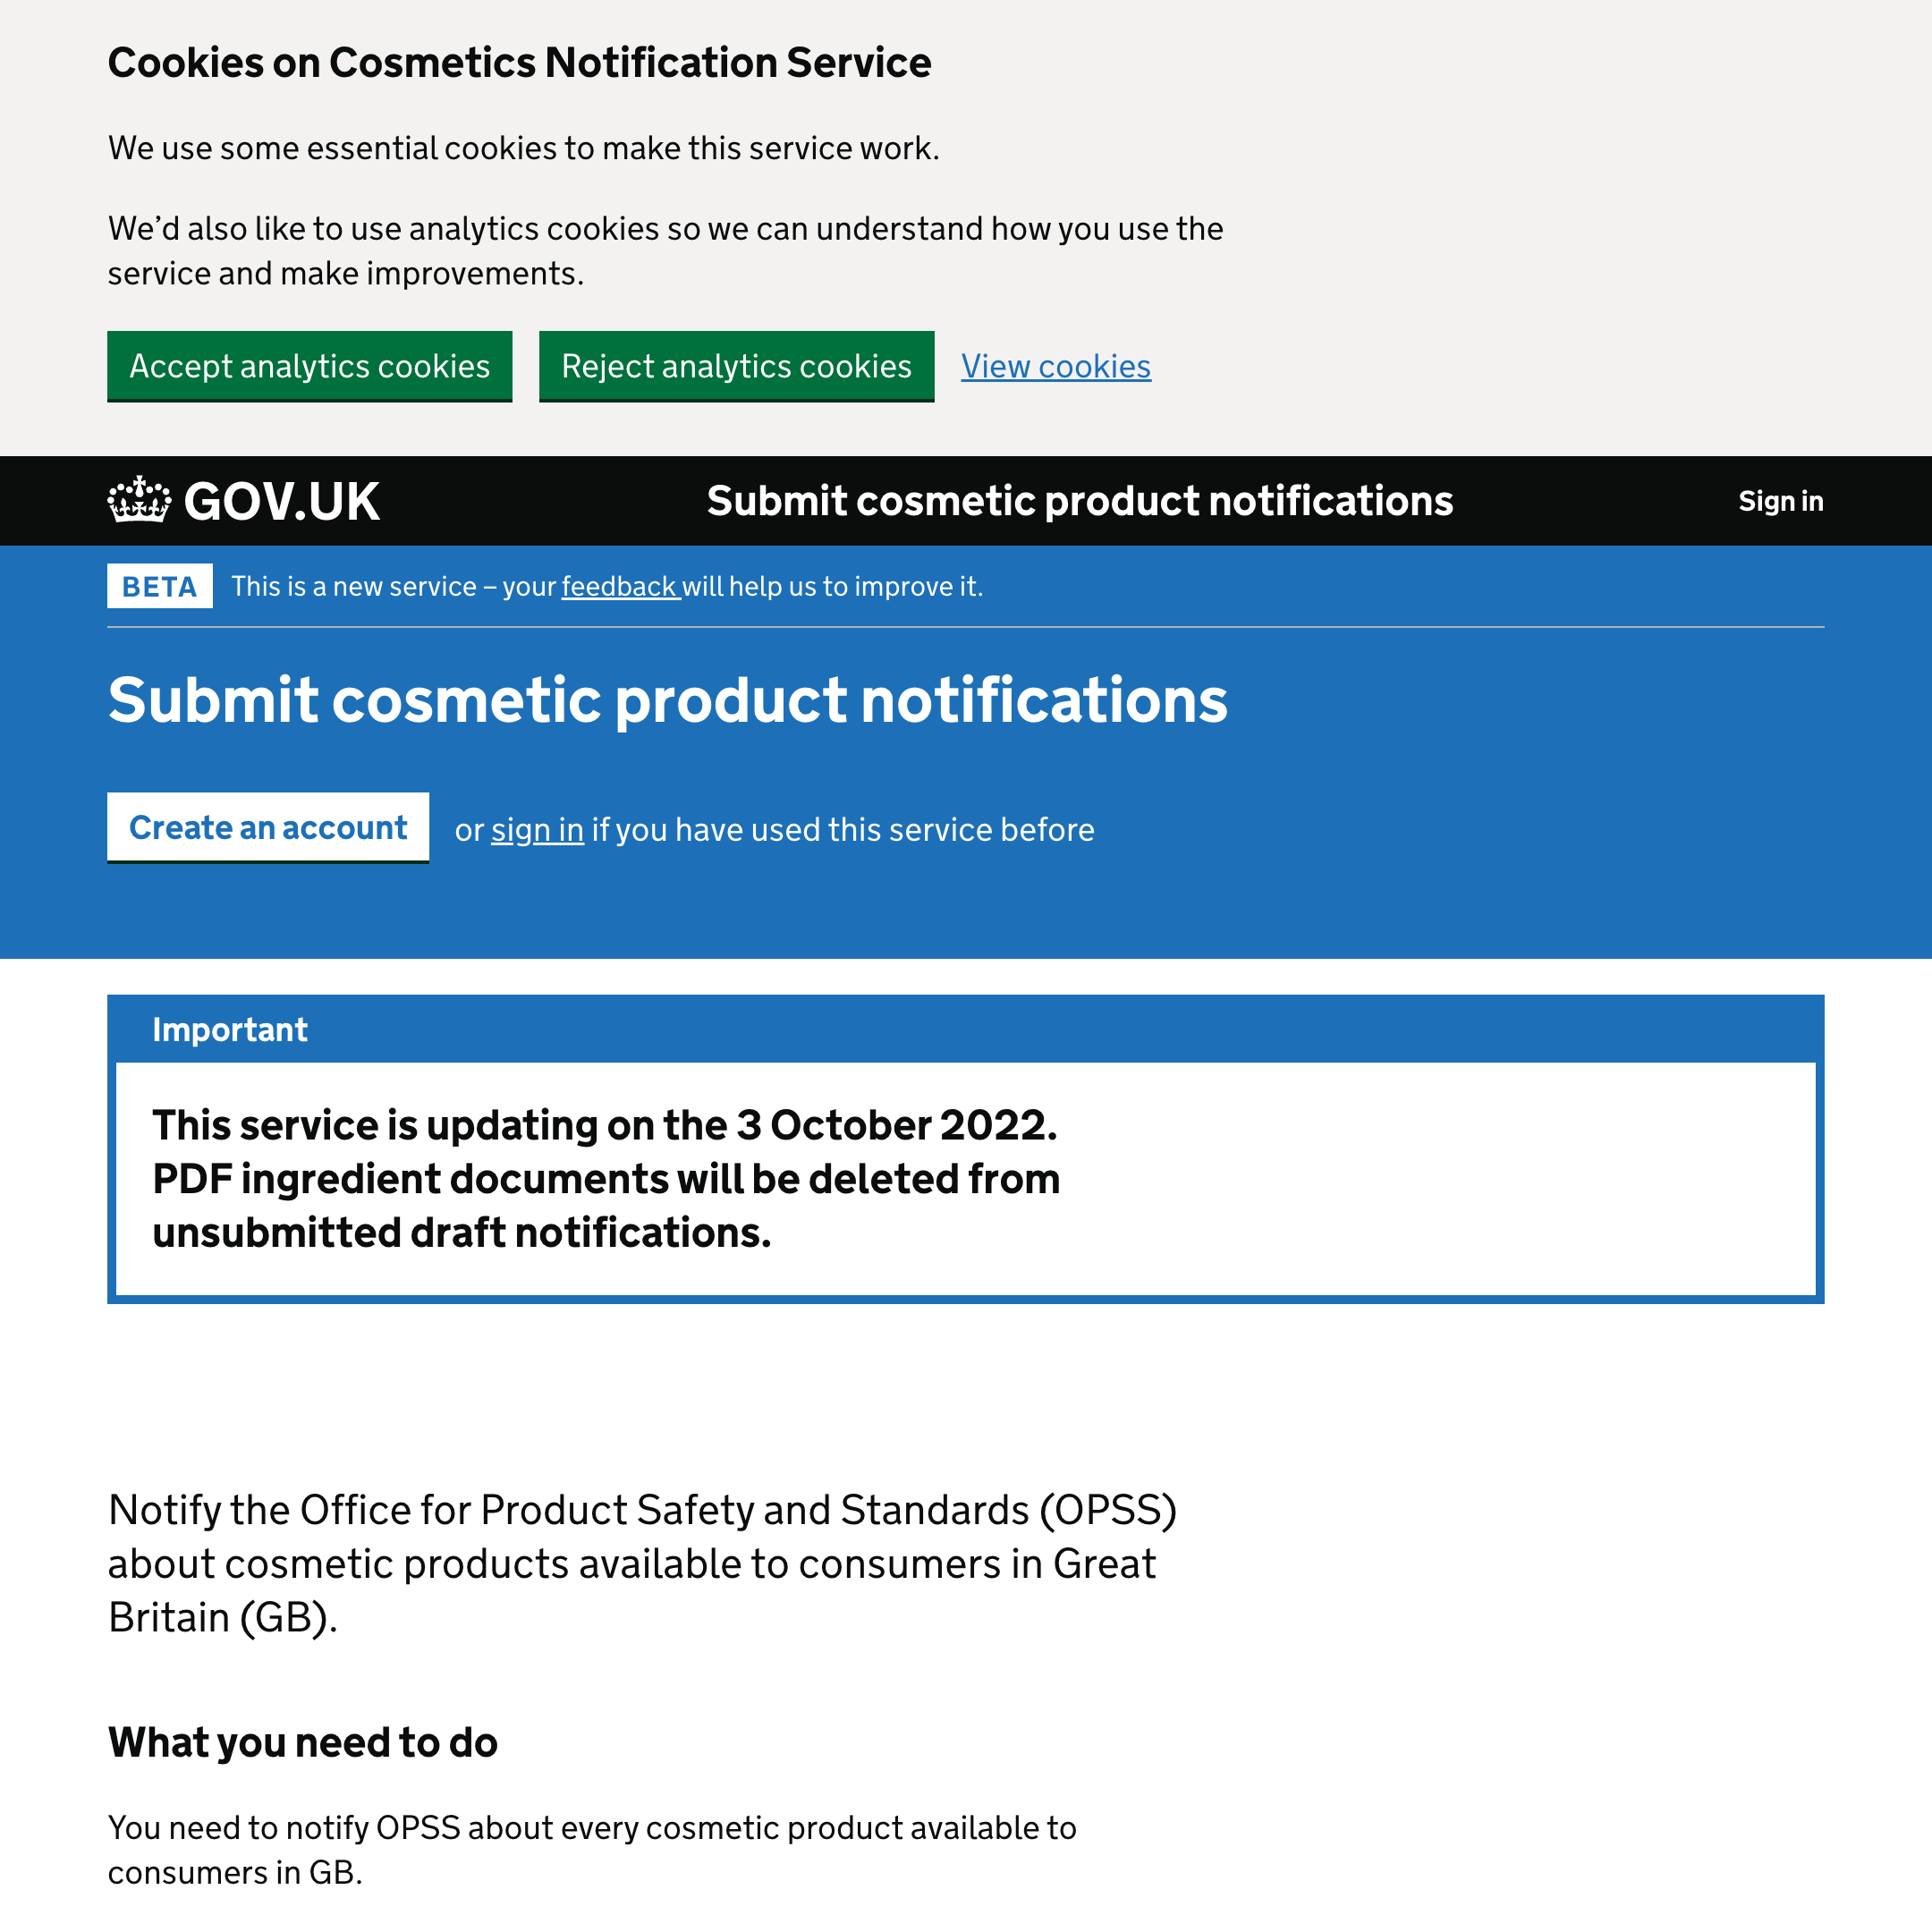 Cookies on Cosmetics Notification Service
We use some essential cookies to make this service work.
We’d also like to use analytics cookies so we can understand how you use the
service and make improvements.
Accept analytics cookies Reject analytics cookies View cookies
GOV.UK Submit cosmetic product notifications Sign in
BETA This is a new service – your feedback will help us to improve it.
Submit cosmetic product notifications
Create an account or sign in if you have used this service before
Important
This service is updating on the 3 October 2022.
PDF ingredient documents will be deleted from
unsubmitted draft notifications.
Notify the Office for Product Safety and Standards (OPSS)
about cosmetic products available to consumers in Great
Britain (GB).
What you need to do
You need to notify OPSS about every cosmetic product available to
consumers in GB.